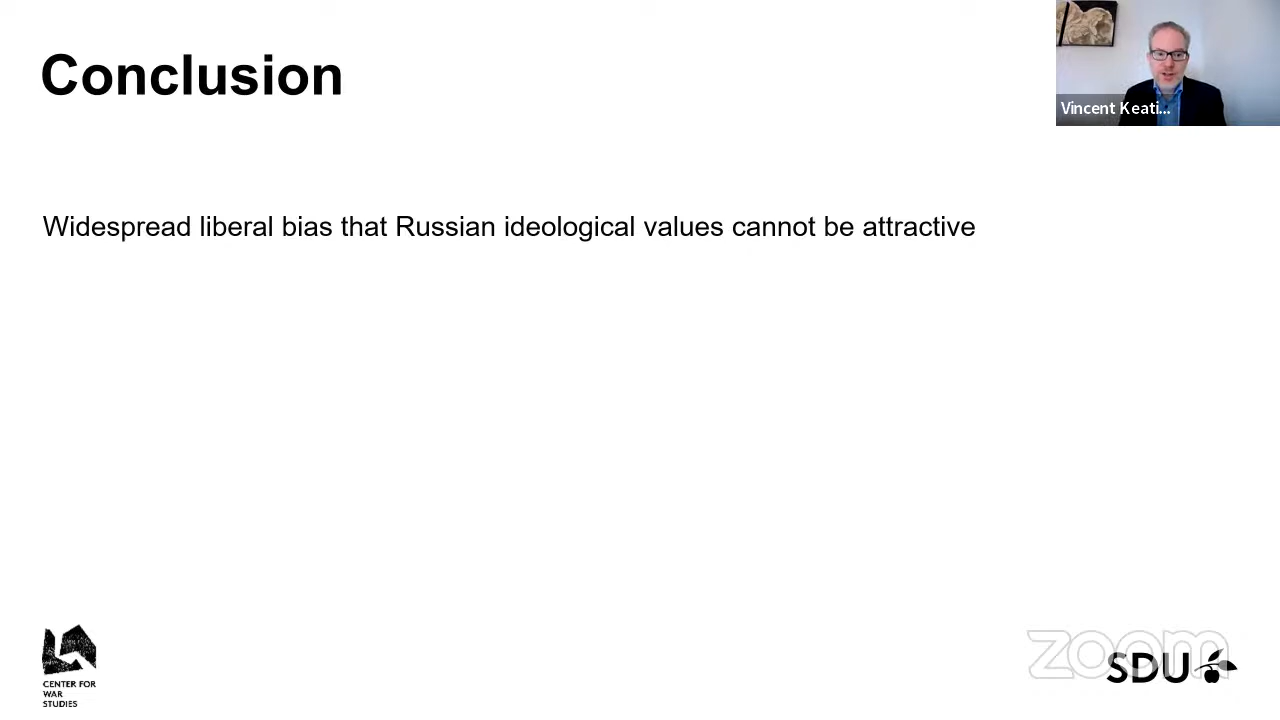 Conclusion
Vincent Keati...
Widespread liberal bias that Russian ideological values cannot be attractive
CENTER FOR
WAR
STUDIES
zoom
SDU